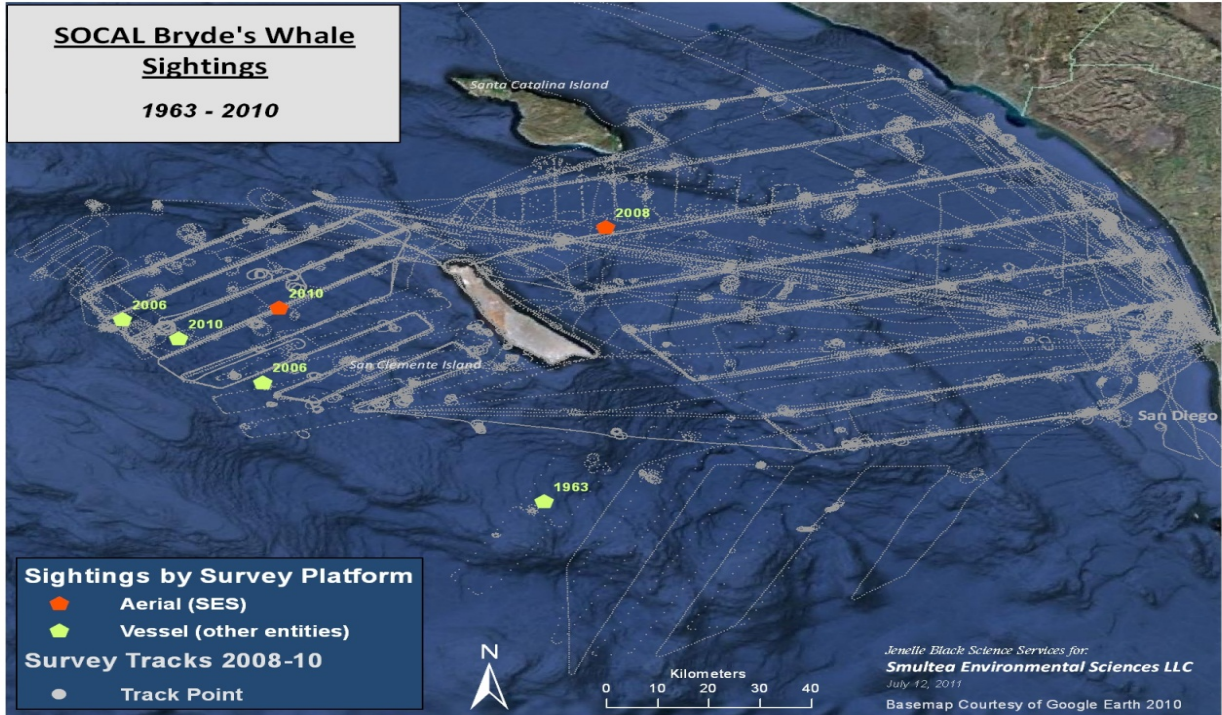 SOCAL Bryde's Whale
Sightings
1963 - 2010
Santa Catalina Island
2008
2006
2010
2010
2006
San Clemente Island
San Diego
1963
Sightings by Survey Platform
Aerial (SES)
Vessel (other entities)
Survey Tracks 2008-10
Track Point
N
Kilometers
0 10 20 30 40
Jenelle Black Science Services for:
Smultea Environmental Sciences LLC
July 12, 2011
Basemap Courtesy of Google Earth 2010